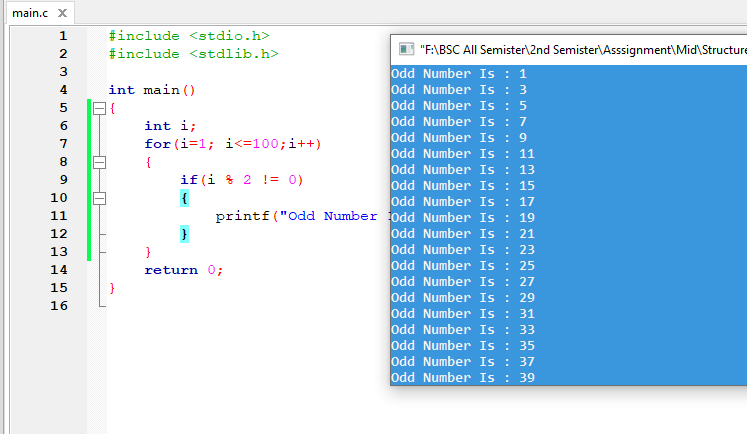 main.c X
1 #include <stdio.h>
2 #include <stdlib.h>
3
4 int main()
5 {
6 int i;
7 for(i=1; i<=100;i++)
8 {
9 if(i % 2 != 0)
10 {
11 printf("Odd Number
12 }
13 }
14 return 0;
15 }
16
"F:\BSC All Semister\2nd Semister\Asssignment\Mid\Structure
Odd Number Is : 1
Odd Number Is : 3
Odd Number Is : 5
Odd Number Is : 7
Odd Number Is : 9
Odd Number Is : 11
Odd Number Is : 13
Odd Number Is : 15
Odd Number Is : 17
Odd Number Is : 19
Odd Number Is : 21
Odd Number Is : 23
Odd Number Is : 25
Odd Number Is : 27
Odd Number Is : 29
Odd Number Is : 31
Odd Number Is : 33
Odd Number Is : 35
Odd Number Is : 37
Odd Number Is : 39